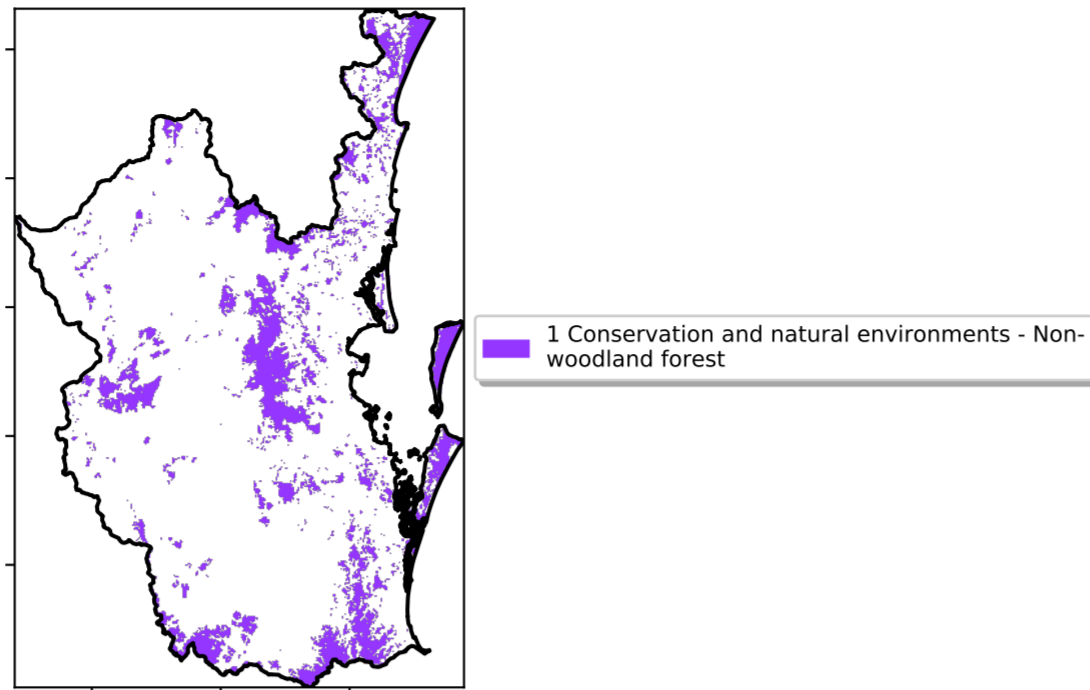 1 Conservation and natural environments - Non-
woodland forest